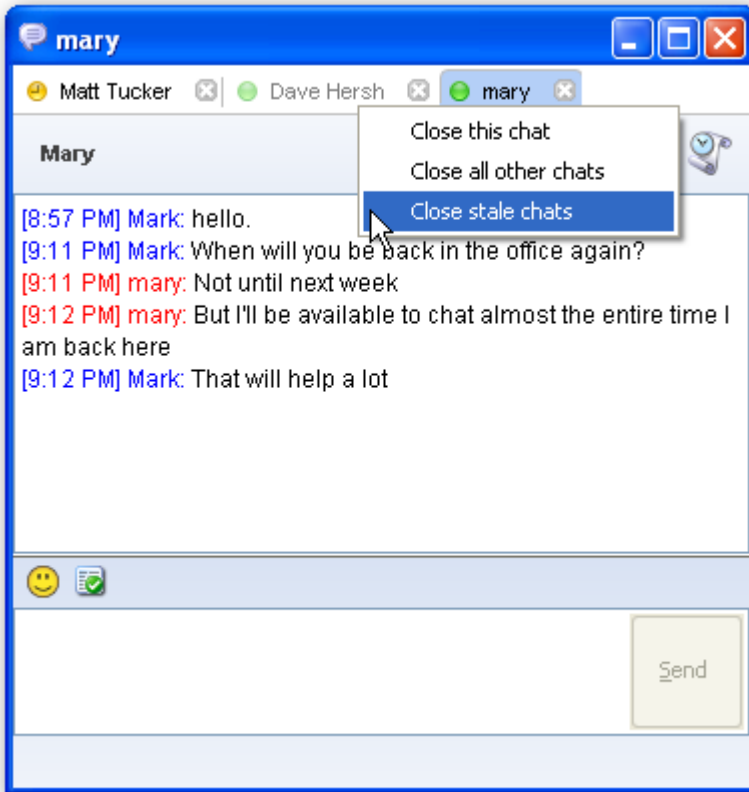 mary
Matt Tucker Dave Hersh mary
Mary
Close this chat
Close all other chats
Close stale chats
[8:57 PM] Mark: hello.
[9:11 PM] Mark: When will you be back in the office again?
[9:11 PM] mary: Not until next week
[9:12 PM] mary: But I'll be available to chat almost the entire time I
am back here
[9:12 PM] Mark: That will help a lot
Send